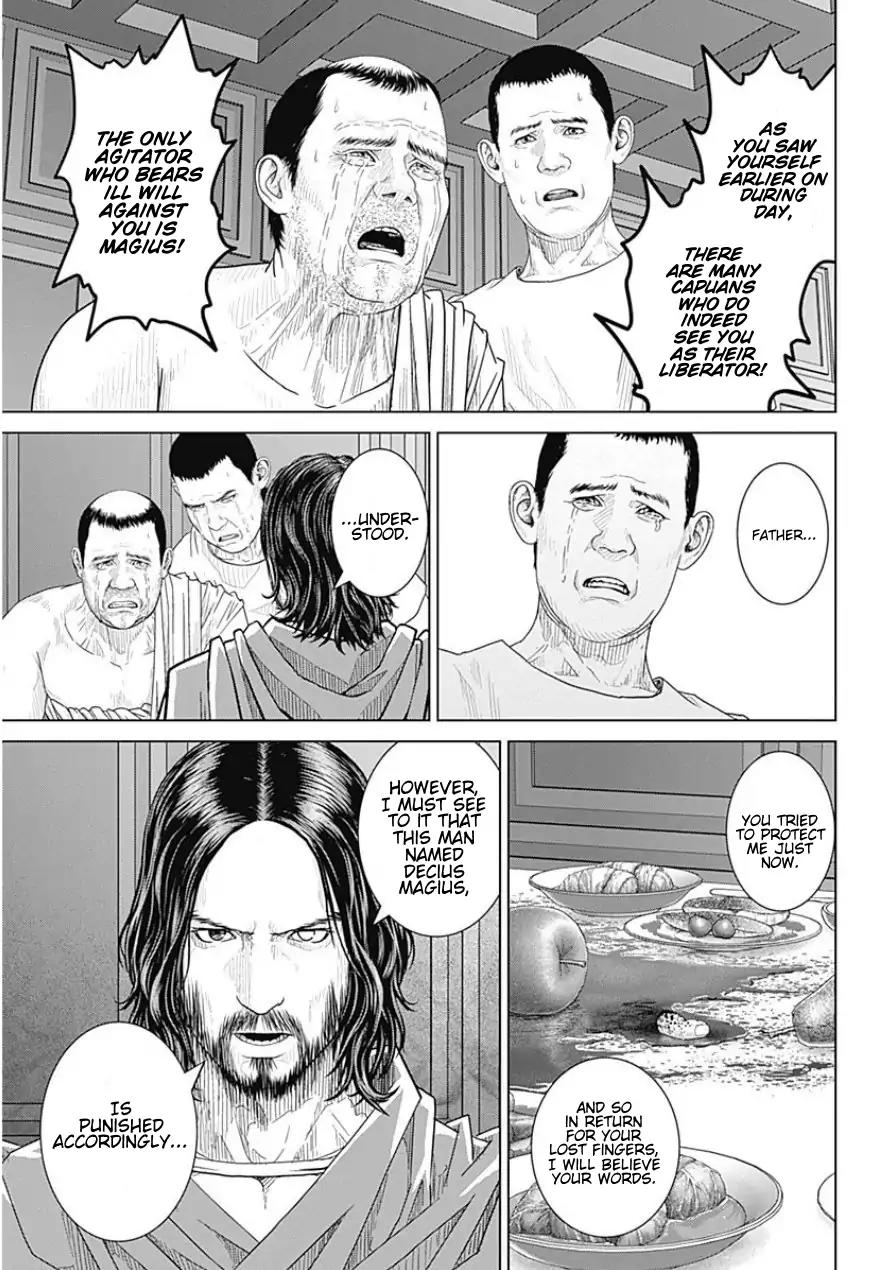 AS
YOU SAW
YOURSELF
EARLIER ON
DURING
DAY,
THERE
ARE MANY
CAPUANS
WHO DO
INDEED
SEE YOU
AS THEIR
LIBERATOR!
THE ONLY
AGITATOR
WHO BEARS
ILL WILL
AGAINST
YOU IS
MAGIUS!
FATHER...
...UNDER-
STOOD.
YOU TRIED
TO PROTECT
ME JUST
NOW.
AND SO
IN RETURN
FOR YOUR
LOST FINGERS,
I WILL BELIEVE
YOUR WORDS.
HOWEVER,
I MUST SEE
TO IT THAT
THIS MAN
NAMED
DECIUS
MAGIUS,
IS
PUNISHED
ACCORDINGLY...